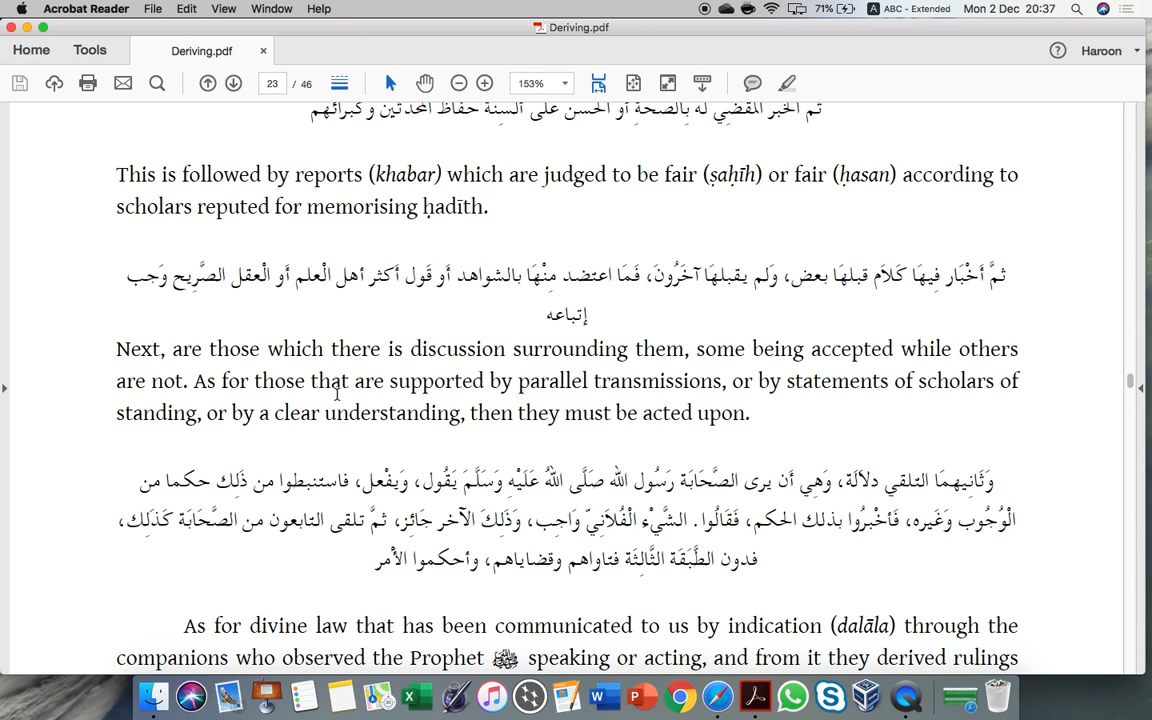 Acrobat Reader File Edit View Window Help 71% ABC - Extended Mon 2 Dec 20:37
Deriving.pdf
Home Tools Deriving.pdf × ? Haroon
23 / 46 153%
ثم الخبر المقضي له بالصحة أو الحسن على ألسنة حفاظ المحدثين وكبرائهم
This is followed by reports (khabar) which are judged to be fair (ṣaḥīḥ) or fair (ḥasan) according to
scholars reputed for memorising ḥadīth.
ثمَّ أَخْبَار فِيهَا كَلَام قبلهَا بعض، وَلم يقبلهَا آخَرُونَ، فَمَا اعتضد مِنْهَا بالشواهد أَو قَول أَكثر أهل الْعلم أَو الْعقل الصَّرِيح وَجب
إتباعه
Next, are those which there is discussion surrounding them, some being accepted while others
are not. As for those that are supported by parallel transmissions, or by statements of scholars of
standing, or by a clear understanding, then they must be acted upon.
وَثَانِيهمَا التلقي دلَالَة، وَهِي أَن يرى الصَّحَابَة رَسُول الله صَلَّى اللهُ عَلَيْهِ وَسَلَّمَ يَقُول، وَيفْعل، فاستنبطوا من ذَلِك حكما من
الْوُجُوب وَغَيره، فَأخْبرُوا بذلك الحكم، فَقَالُوا. الشَّيْء الْفُلَانِيّ وَاجِب، وَذَلِكَ الآخر جَائِز، ثمَّ تلقى التابعون من الصَّحَابَة كَذَلِك،
فدون الطَّبَقَة الثَّالِثَة فتاواهم وقضاياهم، وأحكموا الأمر
As for divine law that has been communicated to us by indication (dalāla) through the
companions who observed the Prophet ﷺ speaking or acting, and from it they derived rulings